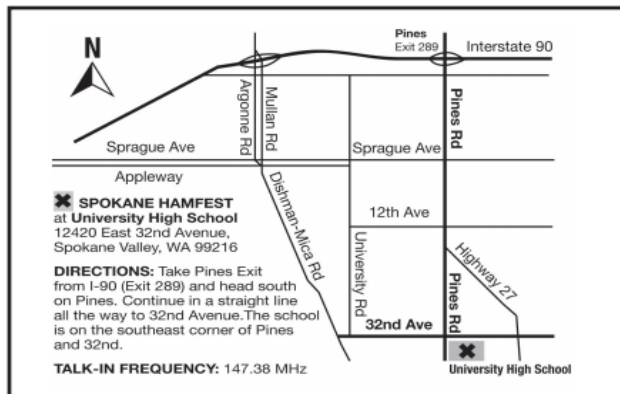 Pines
Exit 289
Interstate 90
N
Argonne Rd
Mullan Rd
Pines Rd
Sprague Ave
Sprague Ave
Appleway
Dishman-Mica Rd
12th Ave
University Rd
Highway 27
Pines Rd
32nd Ave
University High School
SPOKANE HAMFEST
at University High School
12420 East 32nd Avenue,
Spokane Valley, WA 99216
DIRECTIONS: Take Pines Exit
from I-90 (Exit 289) and head south
on Pines. Continue in a straight line
all the way to 32nd Avenue.The school
is on the southeast corner of Pines
and 32nd.
TALK-IN FREQUENCY: 147.38 MHz